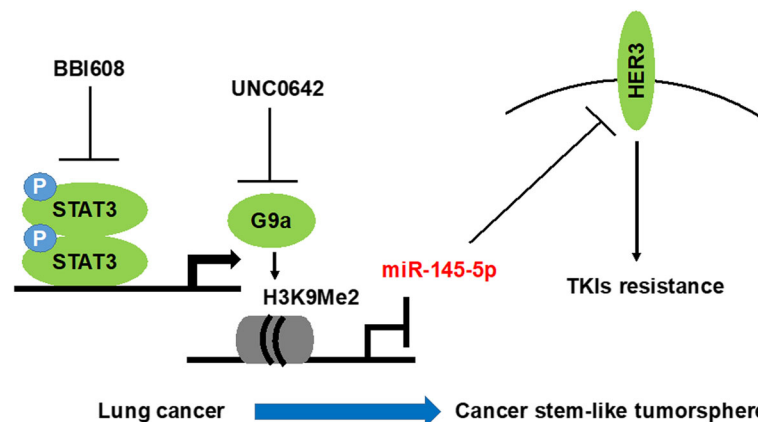 BBI608
UNC0642
HER3
P
STAT3
P
STAT3
G9a
miR-145-5p
H3K9Me2
TKIs resistance
Lung cancer
Cancer stem-like tumorsphere